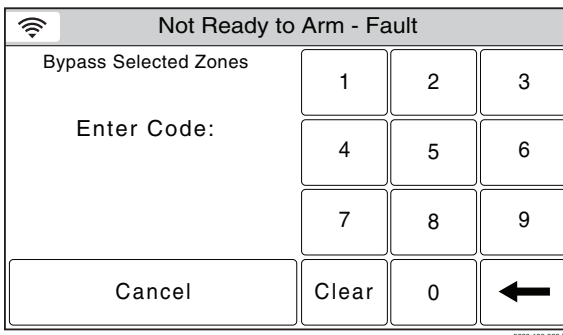 Not Ready to Arm - Fault
Bypass Selected Zones
Enter Code:
1 2 3
4 5 6
7 8 9
Cancel Clear 0